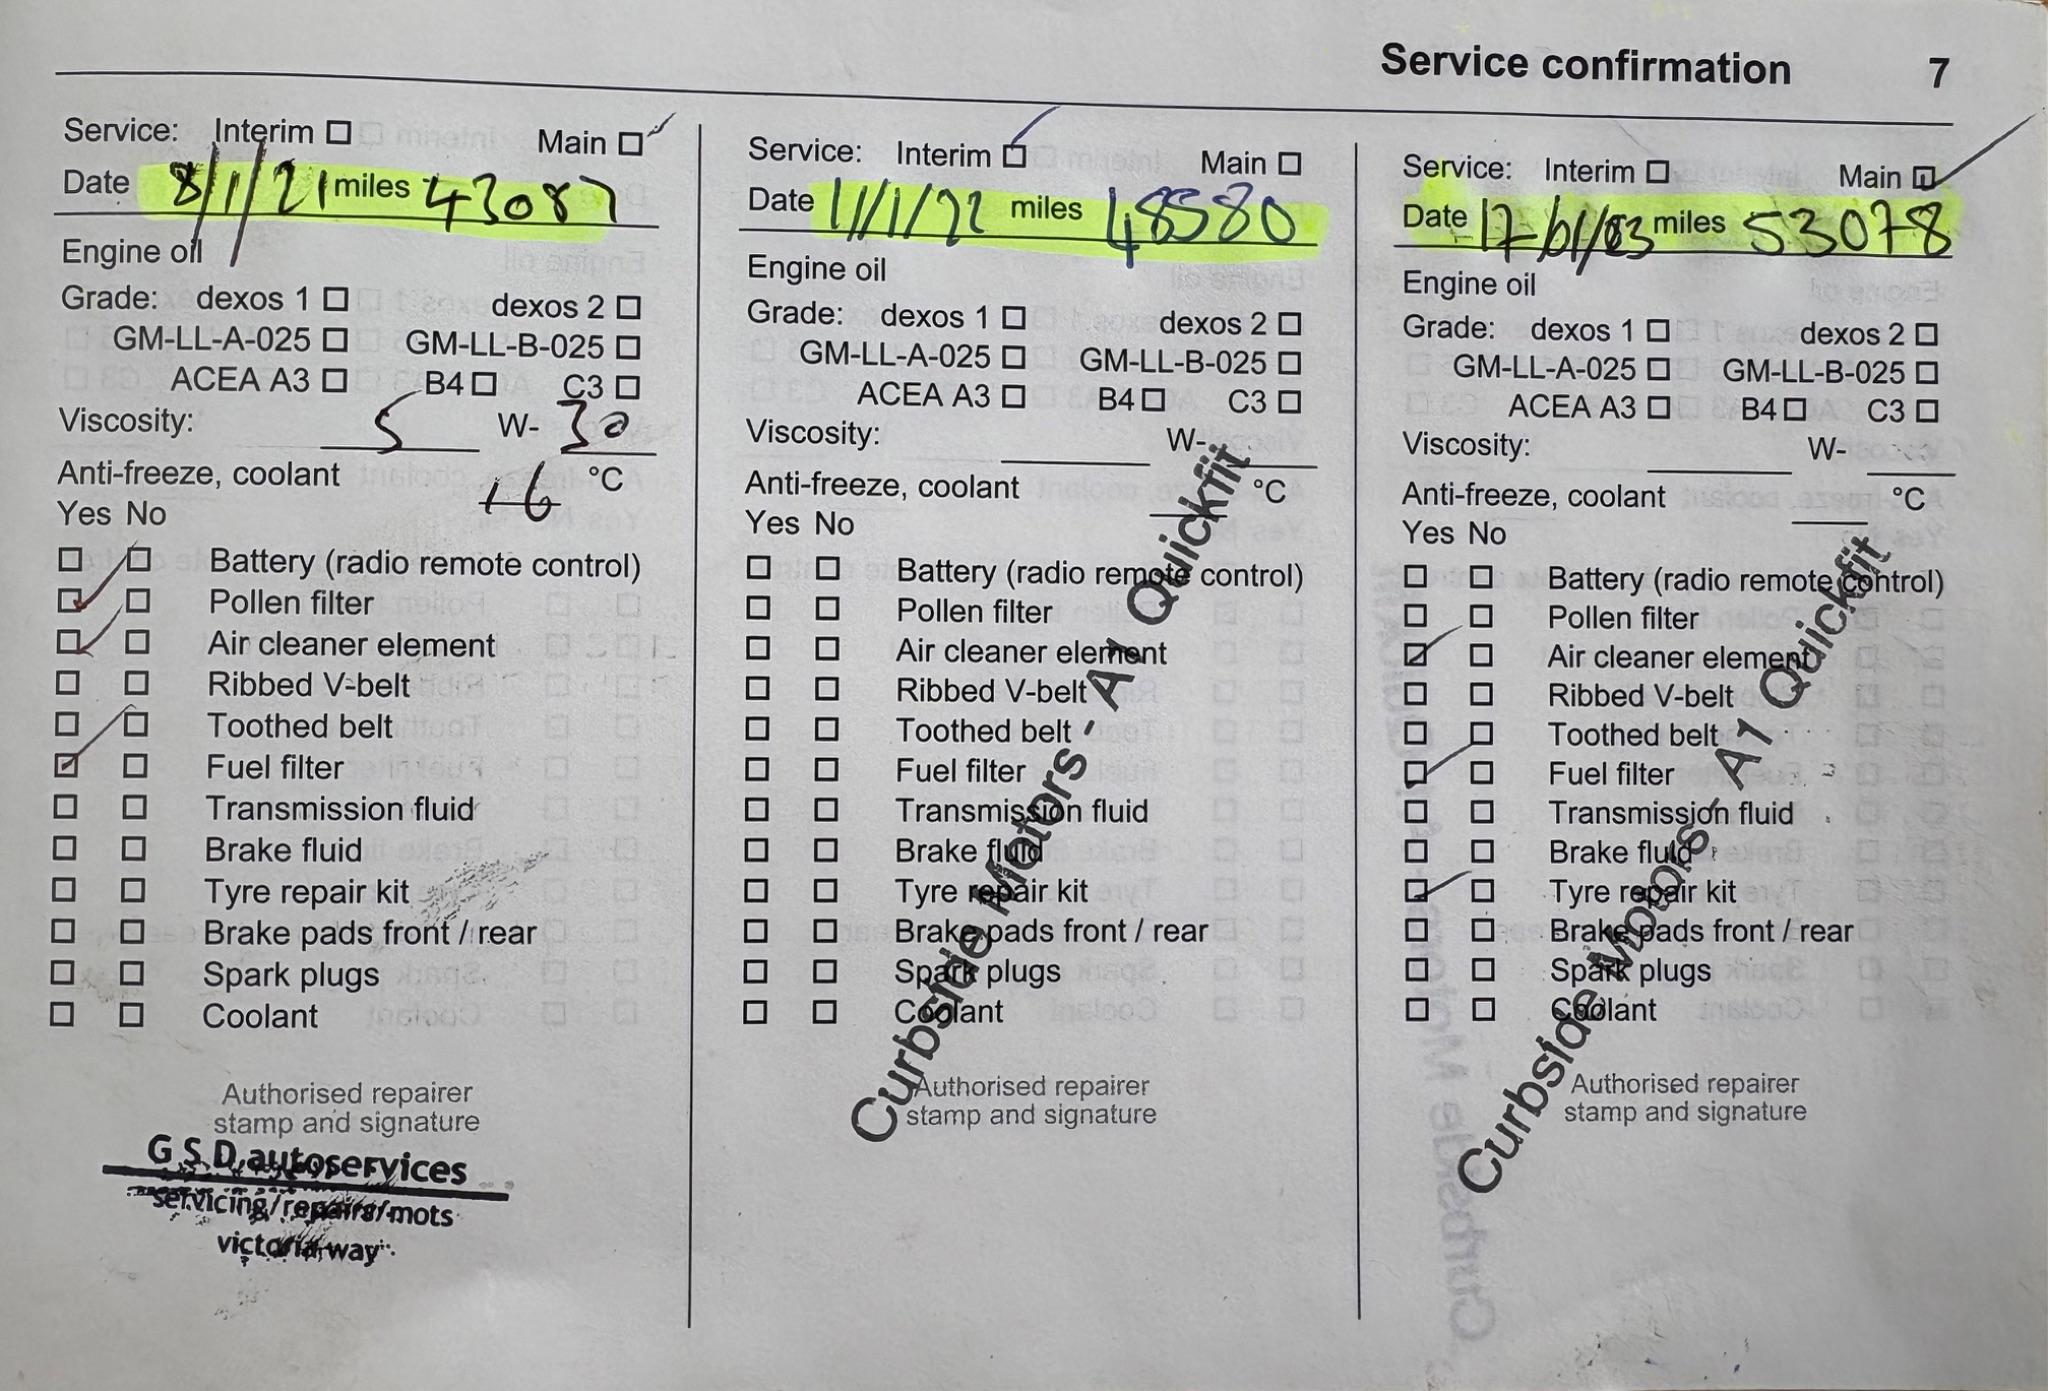 Service confirmation 7
Service: Interim Main
Date 8/1/21 miles 43087
Engine oil
Grade: dexos 1 dexos 2
GM-LL-A-025 GM-LL-B-025
ACEA A3 B4 C3
Viscosity: 5 W- 30
Anti-freeze, coolant +6 °C
Yes No
Battery (radio remote control)
Pollen filter
Air cleaner element
Ribbed V-belt
Toothed belt
Fuel filter
Transmission fluid
Brake fluid
Tyre repair kit
Brake pads front / rear
Spark plugs
Coolant
Authorised repairer
stamp and signature
G S D autoservices
servicing/repairs/mots
victoria way
Service: Interim Main
Date 11/1/22 miles 48580
Engine oil
Grade: dexos 1 dexos 2
GM-LL-A-025 GM-LL-B-025
ACEA A3 B4 C3
Viscosity: W-
Anti-freeze, coolant °C
Yes No
Battery (radio remote control)
Pollen filter
Air cleaner element
Ribbed V-belt
Toothed belt
Fuel filter
Transmission fluid
Brake fluid
Tyre repair kit
Brake pads front / rear
Spark plugs
Coolant
Authorised repairer
stamp and signature
Curbside Motors - A1 Quickfit
Service: Interim Main
Date 17/01/23 miles 53078
Engine oil
Grade: dexos 1 dexos 2
GM-LL-A-025 GM-LL-B-025
ACEA A3 B4 C3
Viscosity: W-
Anti-freeze, coolant °C
Yes No
Battery (radio remote control)
Pollen filter
Air cleaner element
Ribbed V-belt
Toothed belt
Fuel filter
Transmission fluid
Brake fluid
Tyre repair kit
Brake pads front / rear
Spark plugs
Coolant
Authorised repairer
stamp and signature
Curbside Motors - A1 Quickfit